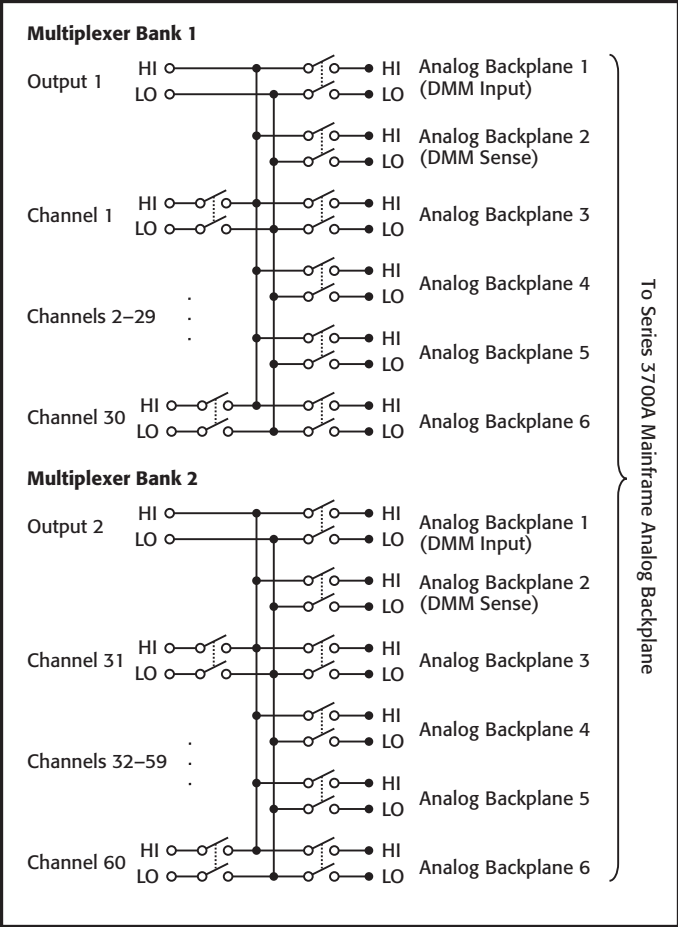 Multiplexer Bank 1
Output 1
HI HI Analog Backplane 1
LO LO (DMM Input)
HI Analog Backplane 2
LO (DMM Sense)
Channel 1
HI HI
LO LO
Analog Backplane 3
HI
LO
Analog Backplane 4
Channels 2–29
HI
LO
Analog Backplane 5
Channel 30
HI HI
LO LO
Analog Backplane 6
Multiplexer Bank 2
Output 2
HI HI Analog Backplane 1
LO LO (DMM Input)
HI Analog Backplane 2
LO (DMM Sense)
Channel 31
HI HI
LO LO
Analog Backplane 3
HI
LO
Analog Backplane 4
Channels 32–59
HI
LO
Analog Backplane 5
Channel 60
HI HI
LO LO
Analog Backplane 6
To Series 3700A Mainframe Analog Backplane